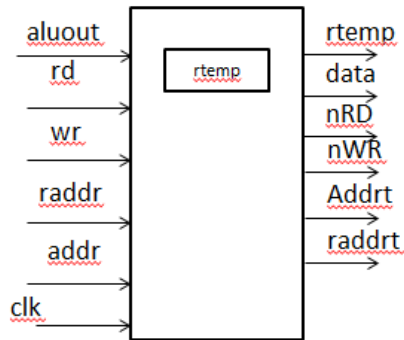 aluout
rd
wr
raddr
addr
clk
rtemp
rtemp
data
nRD
nWR
Addrt
raddrt